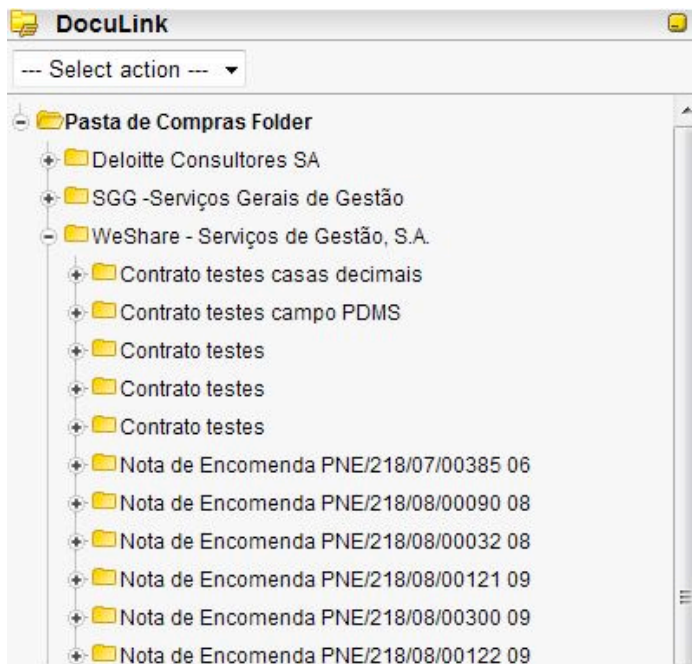 DocuLink
--- Select action ---
Pasta de Compras Folder
Deloitte Consultores SA
SGG -Serviços Gerais de Gestão
WeShare - Serviços de Gestão, S.A.
Contrato testes casas decimais
Contrato testes campo PDMS
Contrato testes
Contrato testes
Contrato testes
Nota de Encomenda PNE/218/07/00385 06
Nota de Encomenda PNE/218/08/00090 08
Nota de Encomenda PNE/218/08/00032 08
Nota de Encomenda PNE/218/08/00121 09
Nota de Encomenda PNE/218/08/00300 09
Nota de Encomenda PNE/218/08/00122 09